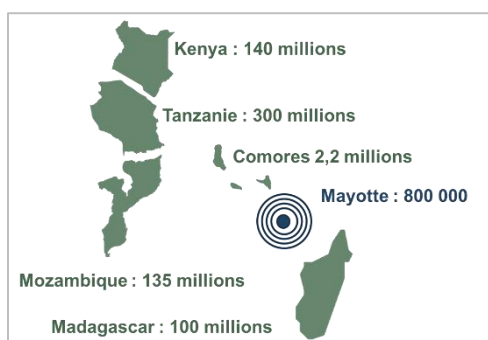 Kenya : 140 millions
Tanzanie : 300 millions
Comores 2,2 millions
Mayotte : 800 000
Mozambique : 135 millions
Madagascar : 100 millions